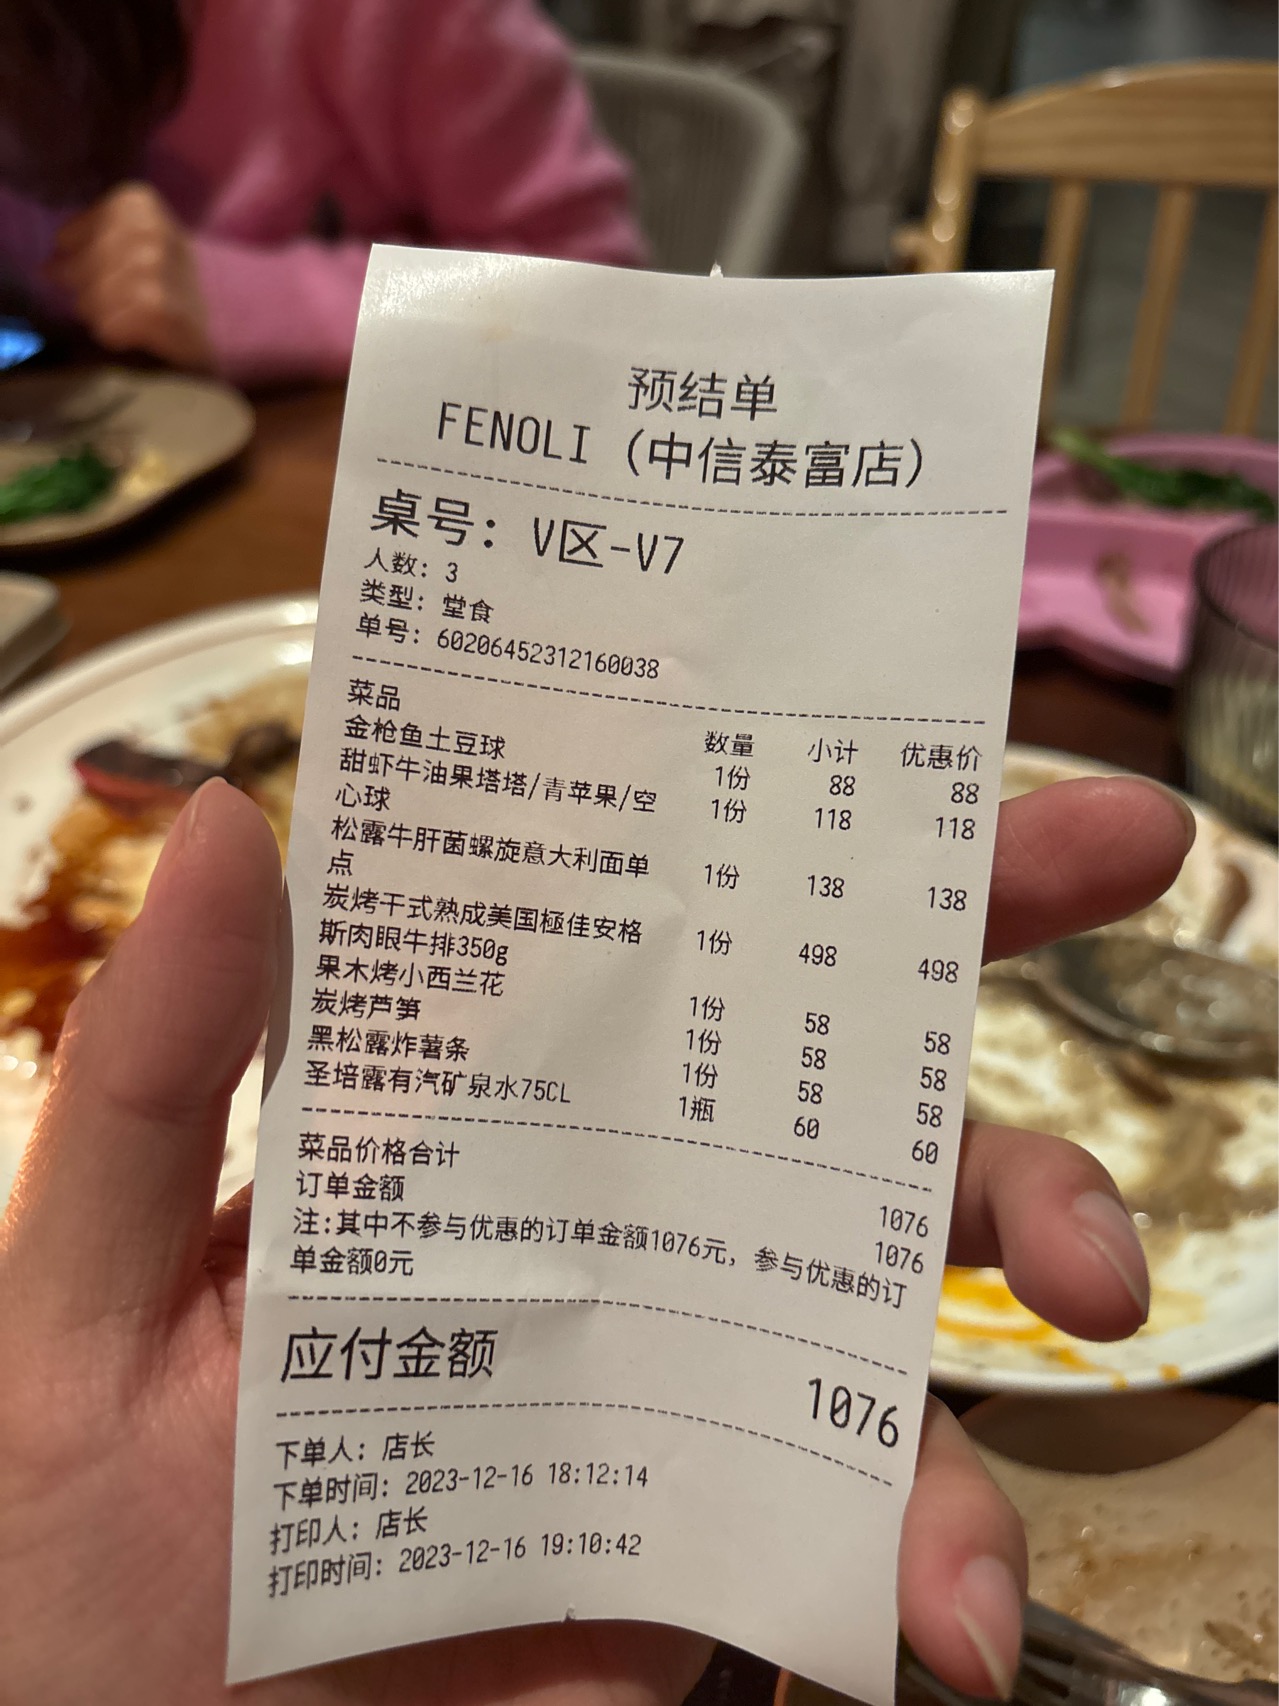 预结单
FENOLI（中信泰富店）
桌号：V区-V7
人数：3
类型：堂食
单号：60206452312160038
菜品 数量 小计 优惠价
金枪鱼土豆球 1份 88 88
甜虾牛油果塔塔/青苹果/空 1份 118 118
心球
松露牛肝菌螺旋意大利面单 1份 138 138
点
炭烤干式熟成美国極佳安格 1份 498 498
斯肉眼牛排350g
果木烤小西兰花 1份 58 58
炭烤芦笋 1份 58 58
黑松露炸薯条 1份 58 58
圣培露有汽矿泉水75CL 1瓶 60 60
菜品价格合计 1076
订单金额 1076
注:其中不参与优惠的订单金额1076元，参与优惠的订
单金额0元
应付金额 1076
下单人：店长
下单时间：2023-12-16 18:12:14
打印人：店长
打印时间：2023-12-16 19:10:42